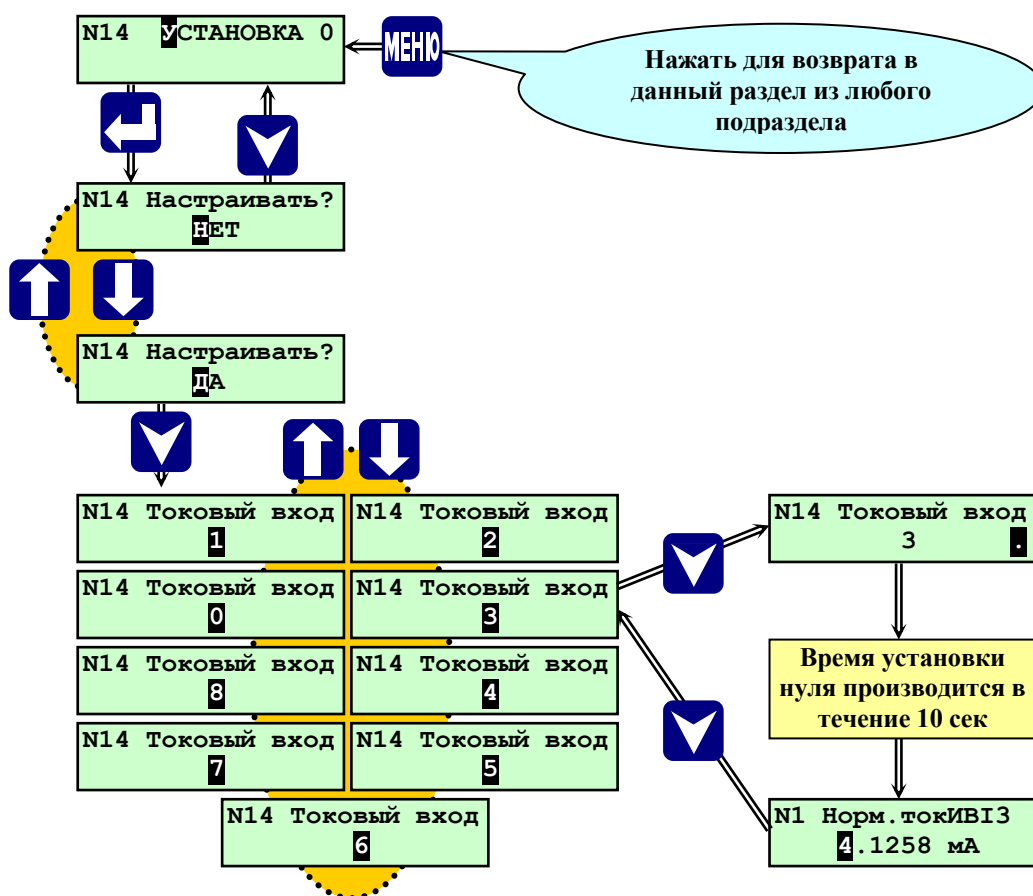 N14 УСТАНОВКА 0
МЕНЮ
Нажать для возврата в
данный раздел из любого
подраздела
N14 Настраивать?
НЕТ
N14 Настраивать?
ДА
N14 Токовый вход
1
N14 Токовый вход
2
N14 Токовый вход
3 .
N14 Токовый вход
0
N14 Токовый вход
3
N14 Токовый вход
8
N14 Токовый вход
4
Время установки
нуля производится в
течение 10 сек
N14 Токовый вход
7
N14 Токовый вход
5
N14 Токовый вход
6
N1 Норм.токИВI3
4.1258 мА